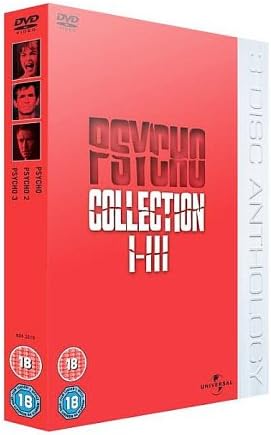 DVD
VIDEO
PSYCHO
PSYCHO 2
PSYCHO 3
18
18
DVD
VIDEO
PSYCHO
COLLECTION
I-III
18
18
UNIVERSAL
3 DISC ANTHOLOGY